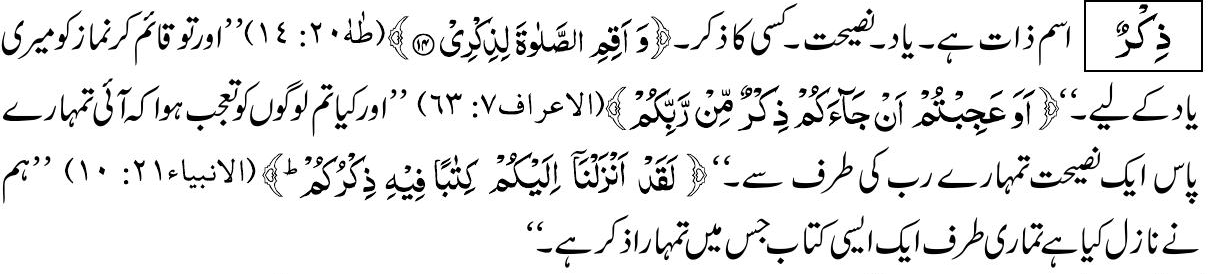 ذِکْرٌ اسم ذات ہے۔ یاد۔ نصیحت۔ کسی کا ذکر۔ ﴿وَ اَقِمِ الصَّلٰوةَ لِذِكْرِیْ ﴿۱۴﴾﴾ (طٰہٰ ۲۰: ۱۴) ’’اور تو قائم کر نماز کو میری
یاد کے لیے۔‘‘ ﴿اَوَ عَجِبْتُمْ اَنْ جَآءَكُمْ ذِكْرٌ مِّنْ رَّبِّكُمْ﴾ (الاعراف ۷: ۶۳) ’’اور کیا تم لوگوں کو تعجب ہوا کہ آئی تمہارے
پاس ایک نصیحت تمہارے رب کی طرف سے۔‘‘ ﴿لَقَدْ اَنْزَلْنَاۤ اِلَيْكُمْ كِتٰبًا فِيْهِ ذِكْرُكُمْ ؕ﴾ (الانبیاء ۲۱: ۱۰) ’’ہم
نے نازل کیا ہے تماری طرف ایک ایسی کتاب جس میں تمہارا ذکر ہے۔‘‘